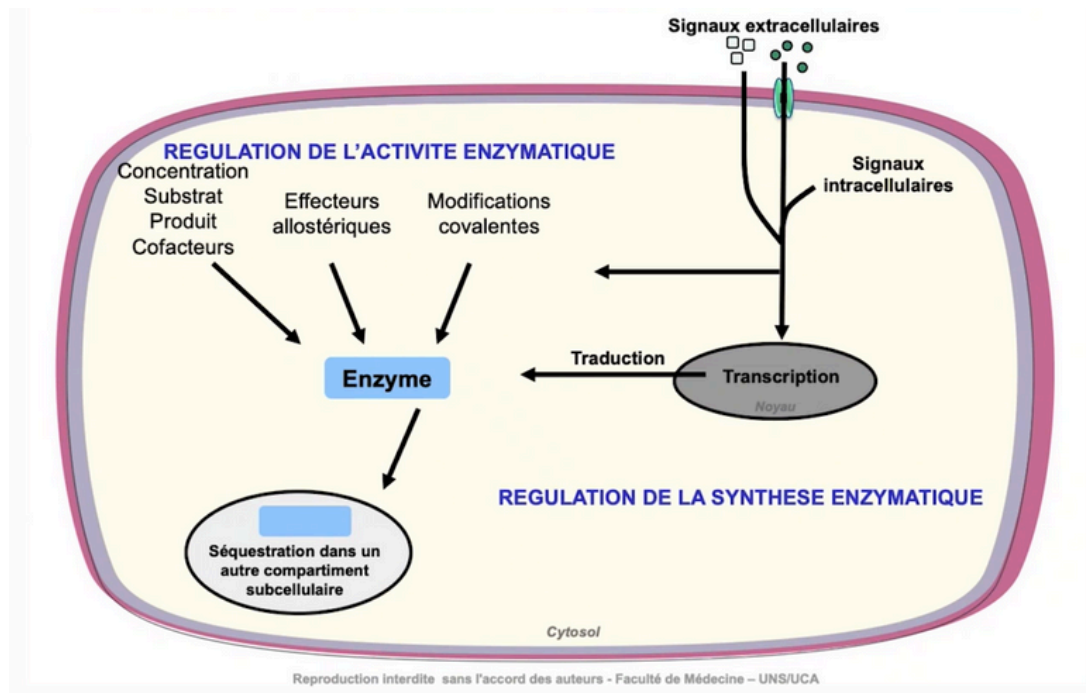 Signaux extracellulaires
REGULATION DE L'ACTIVITE ENZYMATIQUE
Concentration
Substrat
Produit
Cofacteurs
Effecteurs
allostériques
Modifications
covalentes
Signaux
intracellulaires
Enzyme
Traduction
Transcription
Noyau
REGULATION DE LA SYNTHESE ENZYMATIQUE
Séquestration dans un
autre compartiment
subcellulaire
Cytosol
Reproduction interdite sans l'accord des auteurs - Faculté de Médecine – UNS/UCA